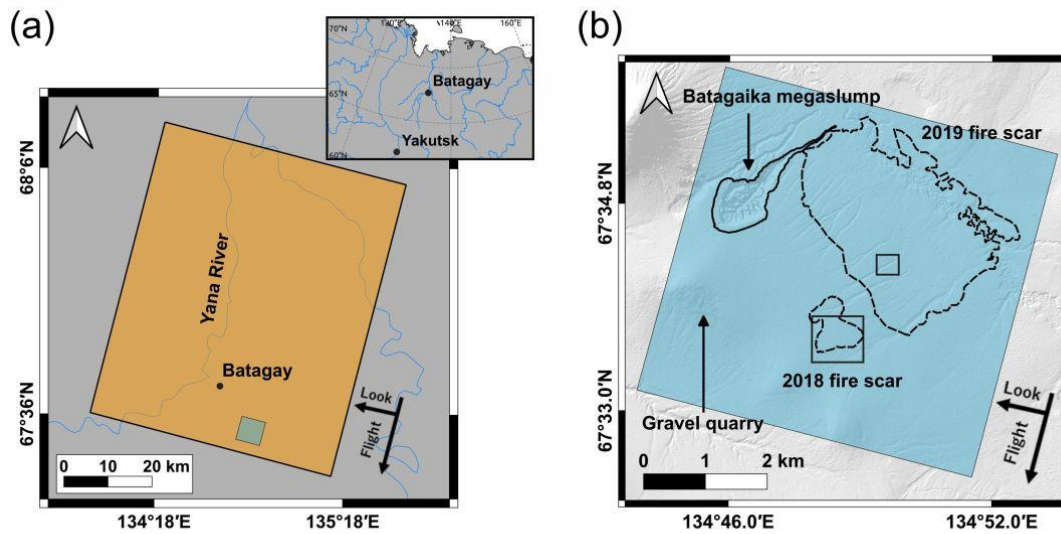 (a)
70°N
65°N
60°N
120°E
140°E
160°E
Batagay
Yakutsk
68°6′N
67°36′N
Yana River
Batagay
Look
Flight
0 10 20 km
134°18′E
135°18′E
(b)
Batagaika megaslump
2019 fire scar
67°34.8′N
67°33.0′N
2018 fire scar
Gravel quarry
Look
Flight
0 1 2 km
134°46.0′E
134°52.0′E